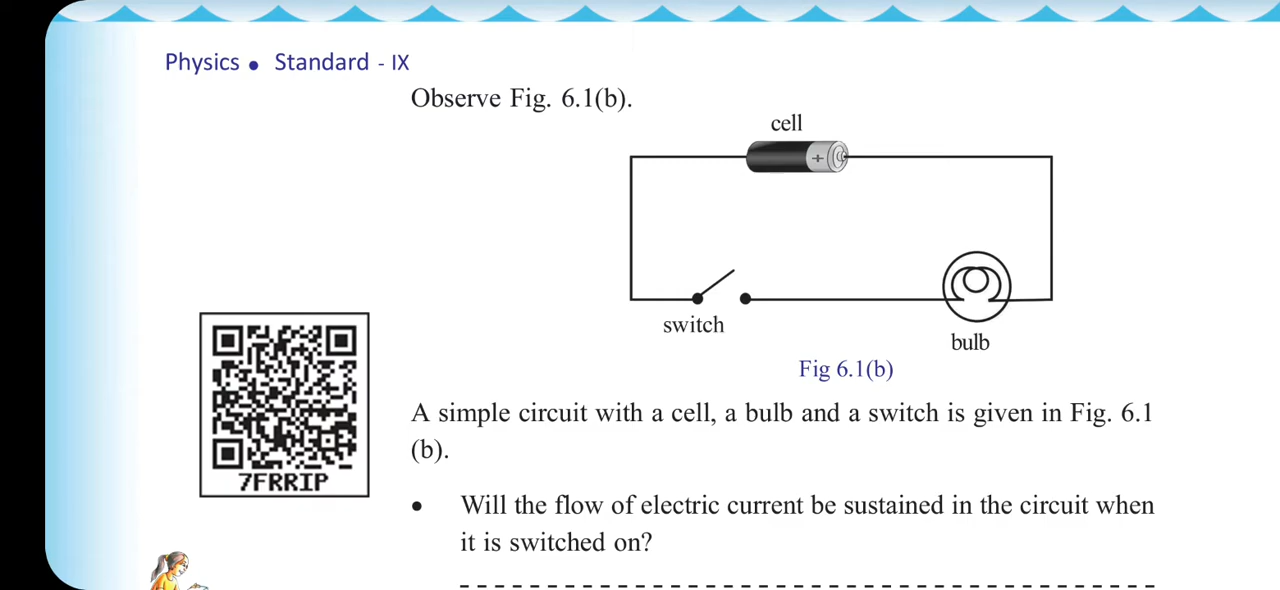 Physics • Standard - IX
Observe Fig. 6.1(b).
cell
+
switch
bulb
Fig 6.1(b)
7FRRIP
A simple circuit with a cell, a bulb and a switch is given in Fig. 6.1
(b).
• Will the flow of electric current be sustained in the circuit when
it is switched on?